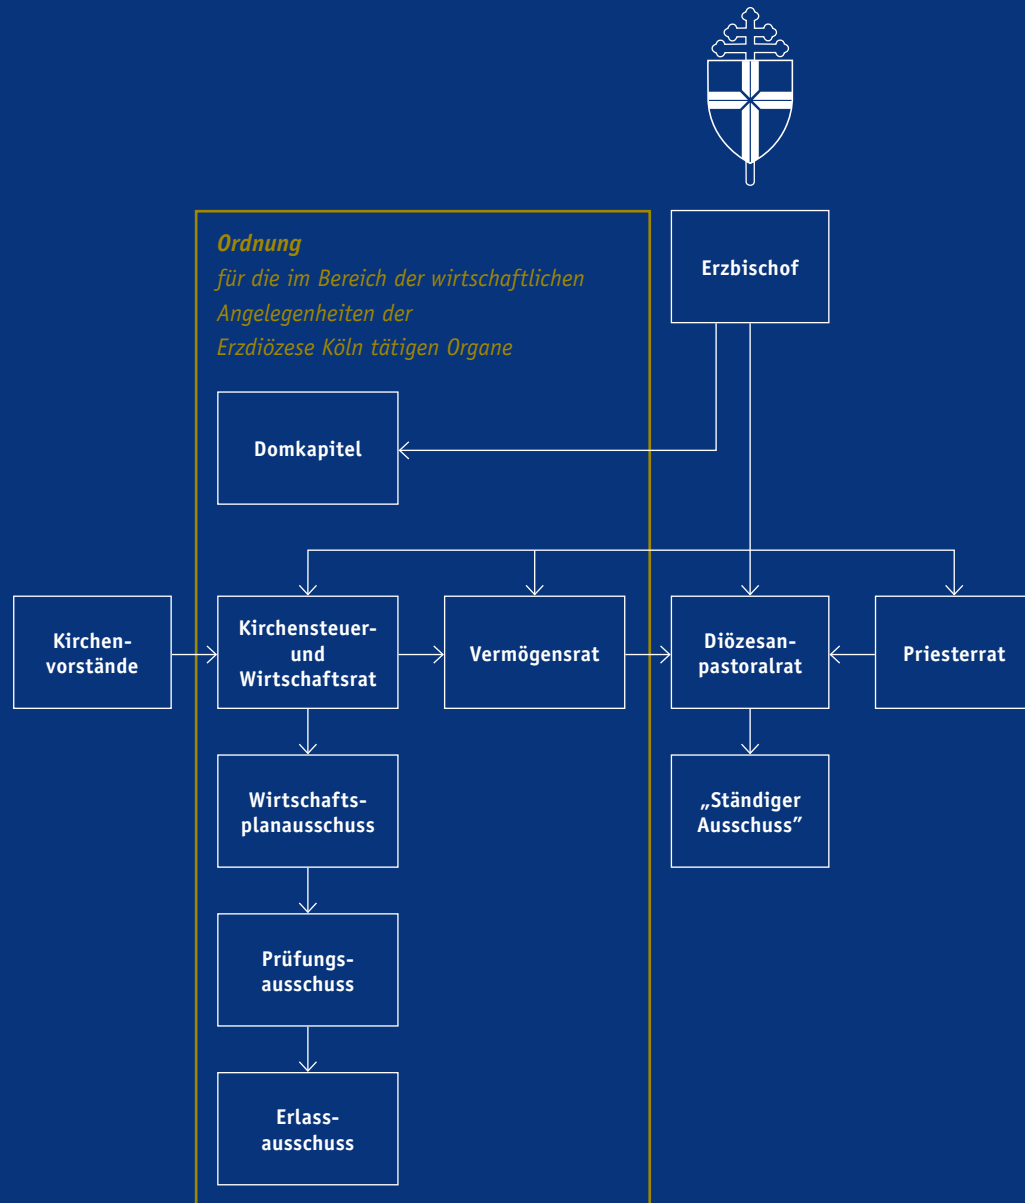 Ordnung
für die im Bereich der wirtschaftlichen
Angelegenheiten der
Erzdiözese Köln tätigen Organe
Erzbischof
Domkapitel
Kirchen-
vorstände
Kirchensteuer-
und
Wirtschaftsrat
Vermögensrat
Diözesan-
pastoralrat
Priesterrat
Wirtschafts-
planausschuss
„Ständiger
Ausschuss”
Prüfungs-
ausschuss
Erlass-
ausschuss